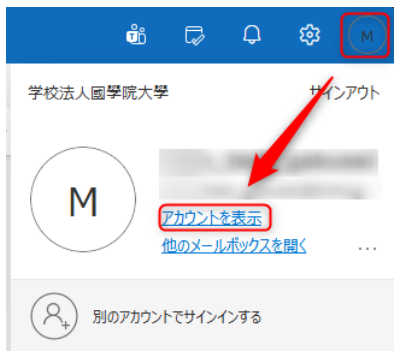 M
学校法人國學院大學
サインアウト
M
アカウントを表示
他のメールボックスを開く
...
別のアカウントでサインインする